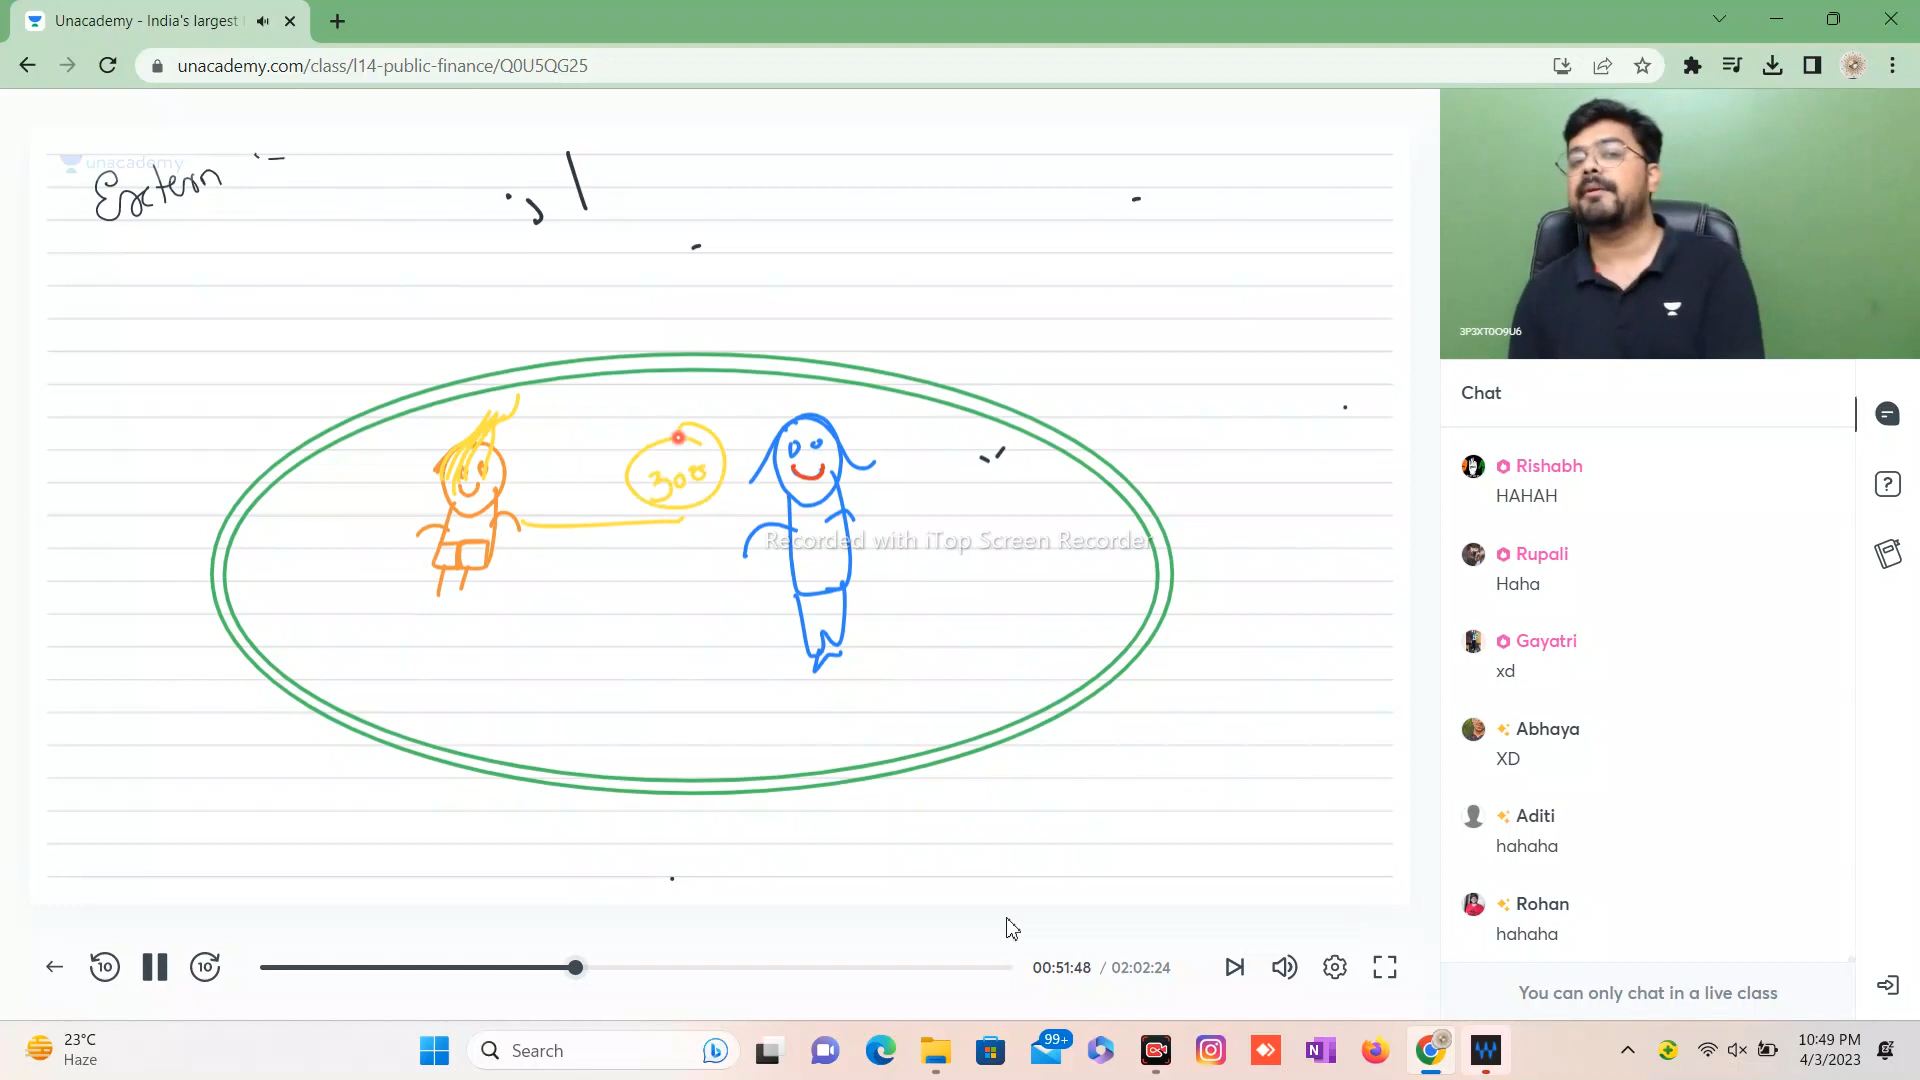 Unacademy - India's largest
unacademy.com/class/l14-public-finance/Q0U5QG25
unacademy
Extern
300
Recorded with iTop Screen Recorder
3P3XT0O9U6
Chat
Rishabh
HAHAH
Rupali
Haha
Gayatri
xd
Abhaya
XD
Aditi
hahaha
Rohan
hahaha
You can only chat in a live class
10
10
00:51:48 / 02:02:24
23°C
Haze
Search
99+
N
10:49 PM
4/3/2023